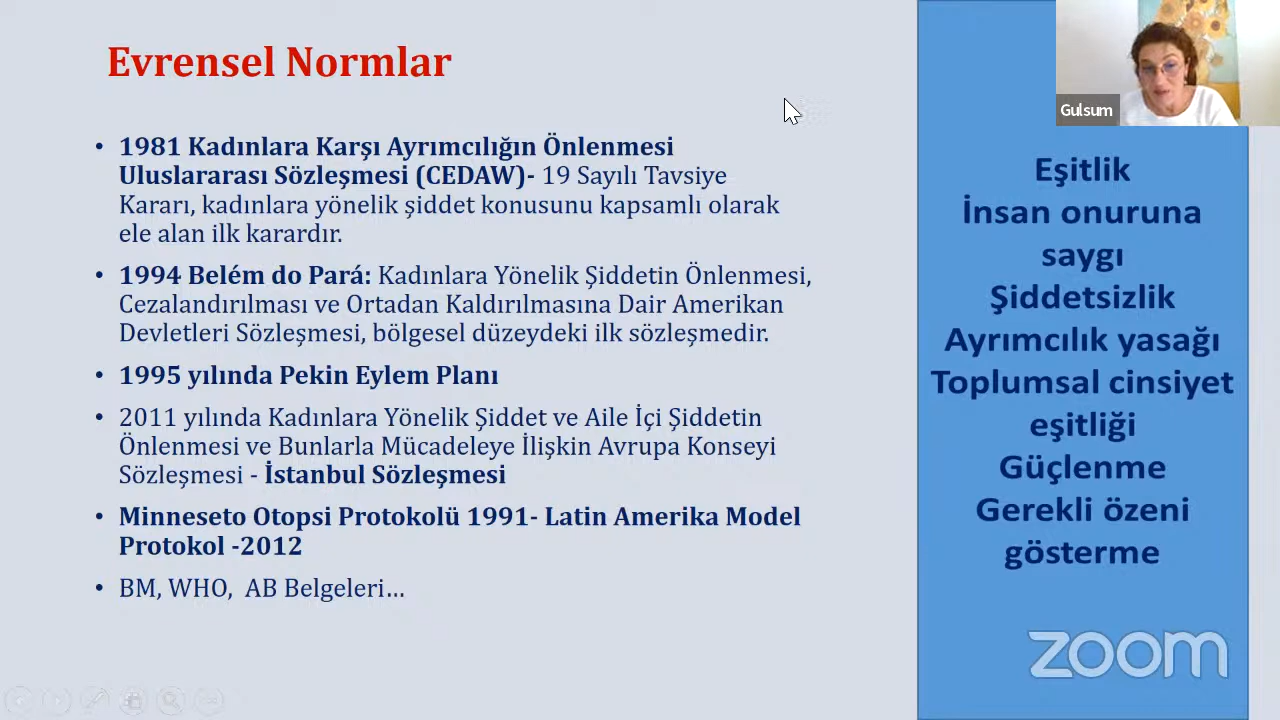 Evrensel Normlar
• 1981 Kadınlara Karşı Ayrımcılığın Önlenmesi
Uluslararası Sözleşmesi (CEDAW)- 19 Sayılı Tavsiye
Kararı, kadınlara yönelik şiddet konusunu kapsamlı olarak
ele alan ilk karardır.
• 1994 Belém do Pará: Kadınlara Yönelik Şiddetin Önlenmesi,
Cezalandırılması ve Ortadan Kaldırılmasına Dair Amerikan
Devletleri Sözleşmesi, bölgesel düzeydeki ilk sözleşmedir.
• 1995 yılında Pekin Eylem Planı
• 2011 yılında Kadınlara Yönelik Şiddet ve Aile İçi Şiddetin
Önlenmesi ve Bunlarla Mücadeleye İlişkin Avrupa Konseyi
Sözleşmesi - İstanbul Sözleşmesi
• Minneseto Otopsi Protokolü 1991- Latin Amerika Model
Protokol -2012
• BM, WHO, AB Belgeleri…
Gulsum
Eşitlik
İnsan onuruna
saygı
Şiddetsizlik
Ayrımcılık yasağı
Toplumsal cinsiyet
eşitliği
Güçlenme
Gerekli özeni
gösterme
zoom